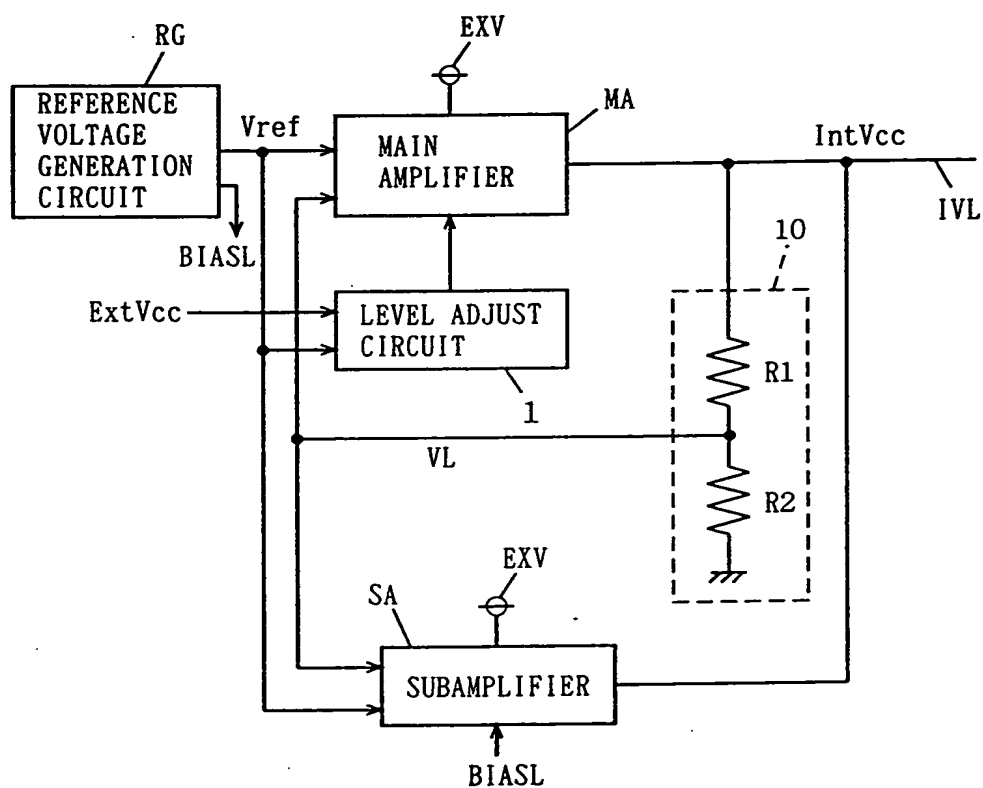 EXV
RG
MA
REFERENCE
VOLTAGE
GENERATION
CIRCUIT
Vref
MAIN
AMPLIFIER
IntVcc
IVL
BIASL
10
ExtVcc
LEVEL ADJUST
CIRCUIT
R1
1
VL
R2
EXV
SA
SUBAMPLIFIER
BIASL